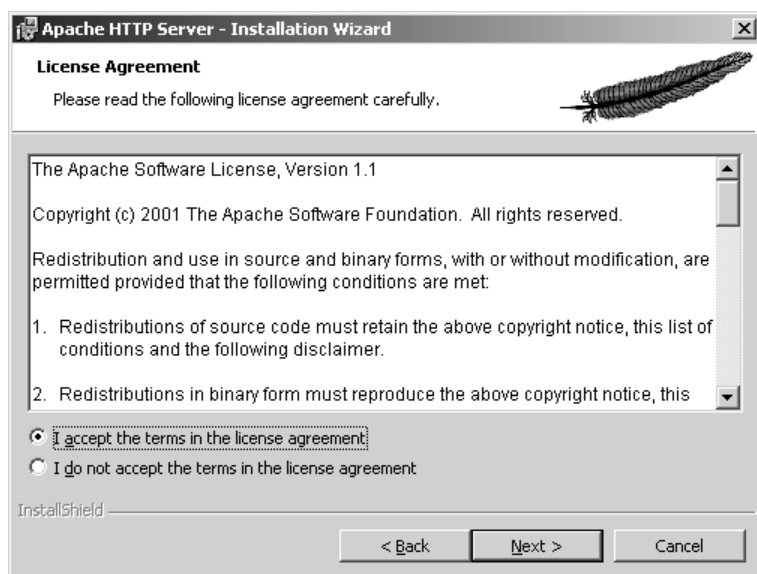 Apache HTTP Server - Installation Wizard
License Agreement
Please read the following license agreement carefully.
The Apache Software License, Version 1.1
Copyright (c) 2001 The Apache Software Foundation. All rights reserved.
Redistribution and use in source and binary forms, with or without modification, are
permitted provided that the following conditions are met:
1. Redistributions of source code must retain the above copyright notice, this list of
conditions and the following disclaimer.
2. Redistributions in binary form must reproduce the above copyright notice, this
I accept the terms in the license agreement
I do not accept the terms in the license agreement
InstallShield
< Back Next > Cancel